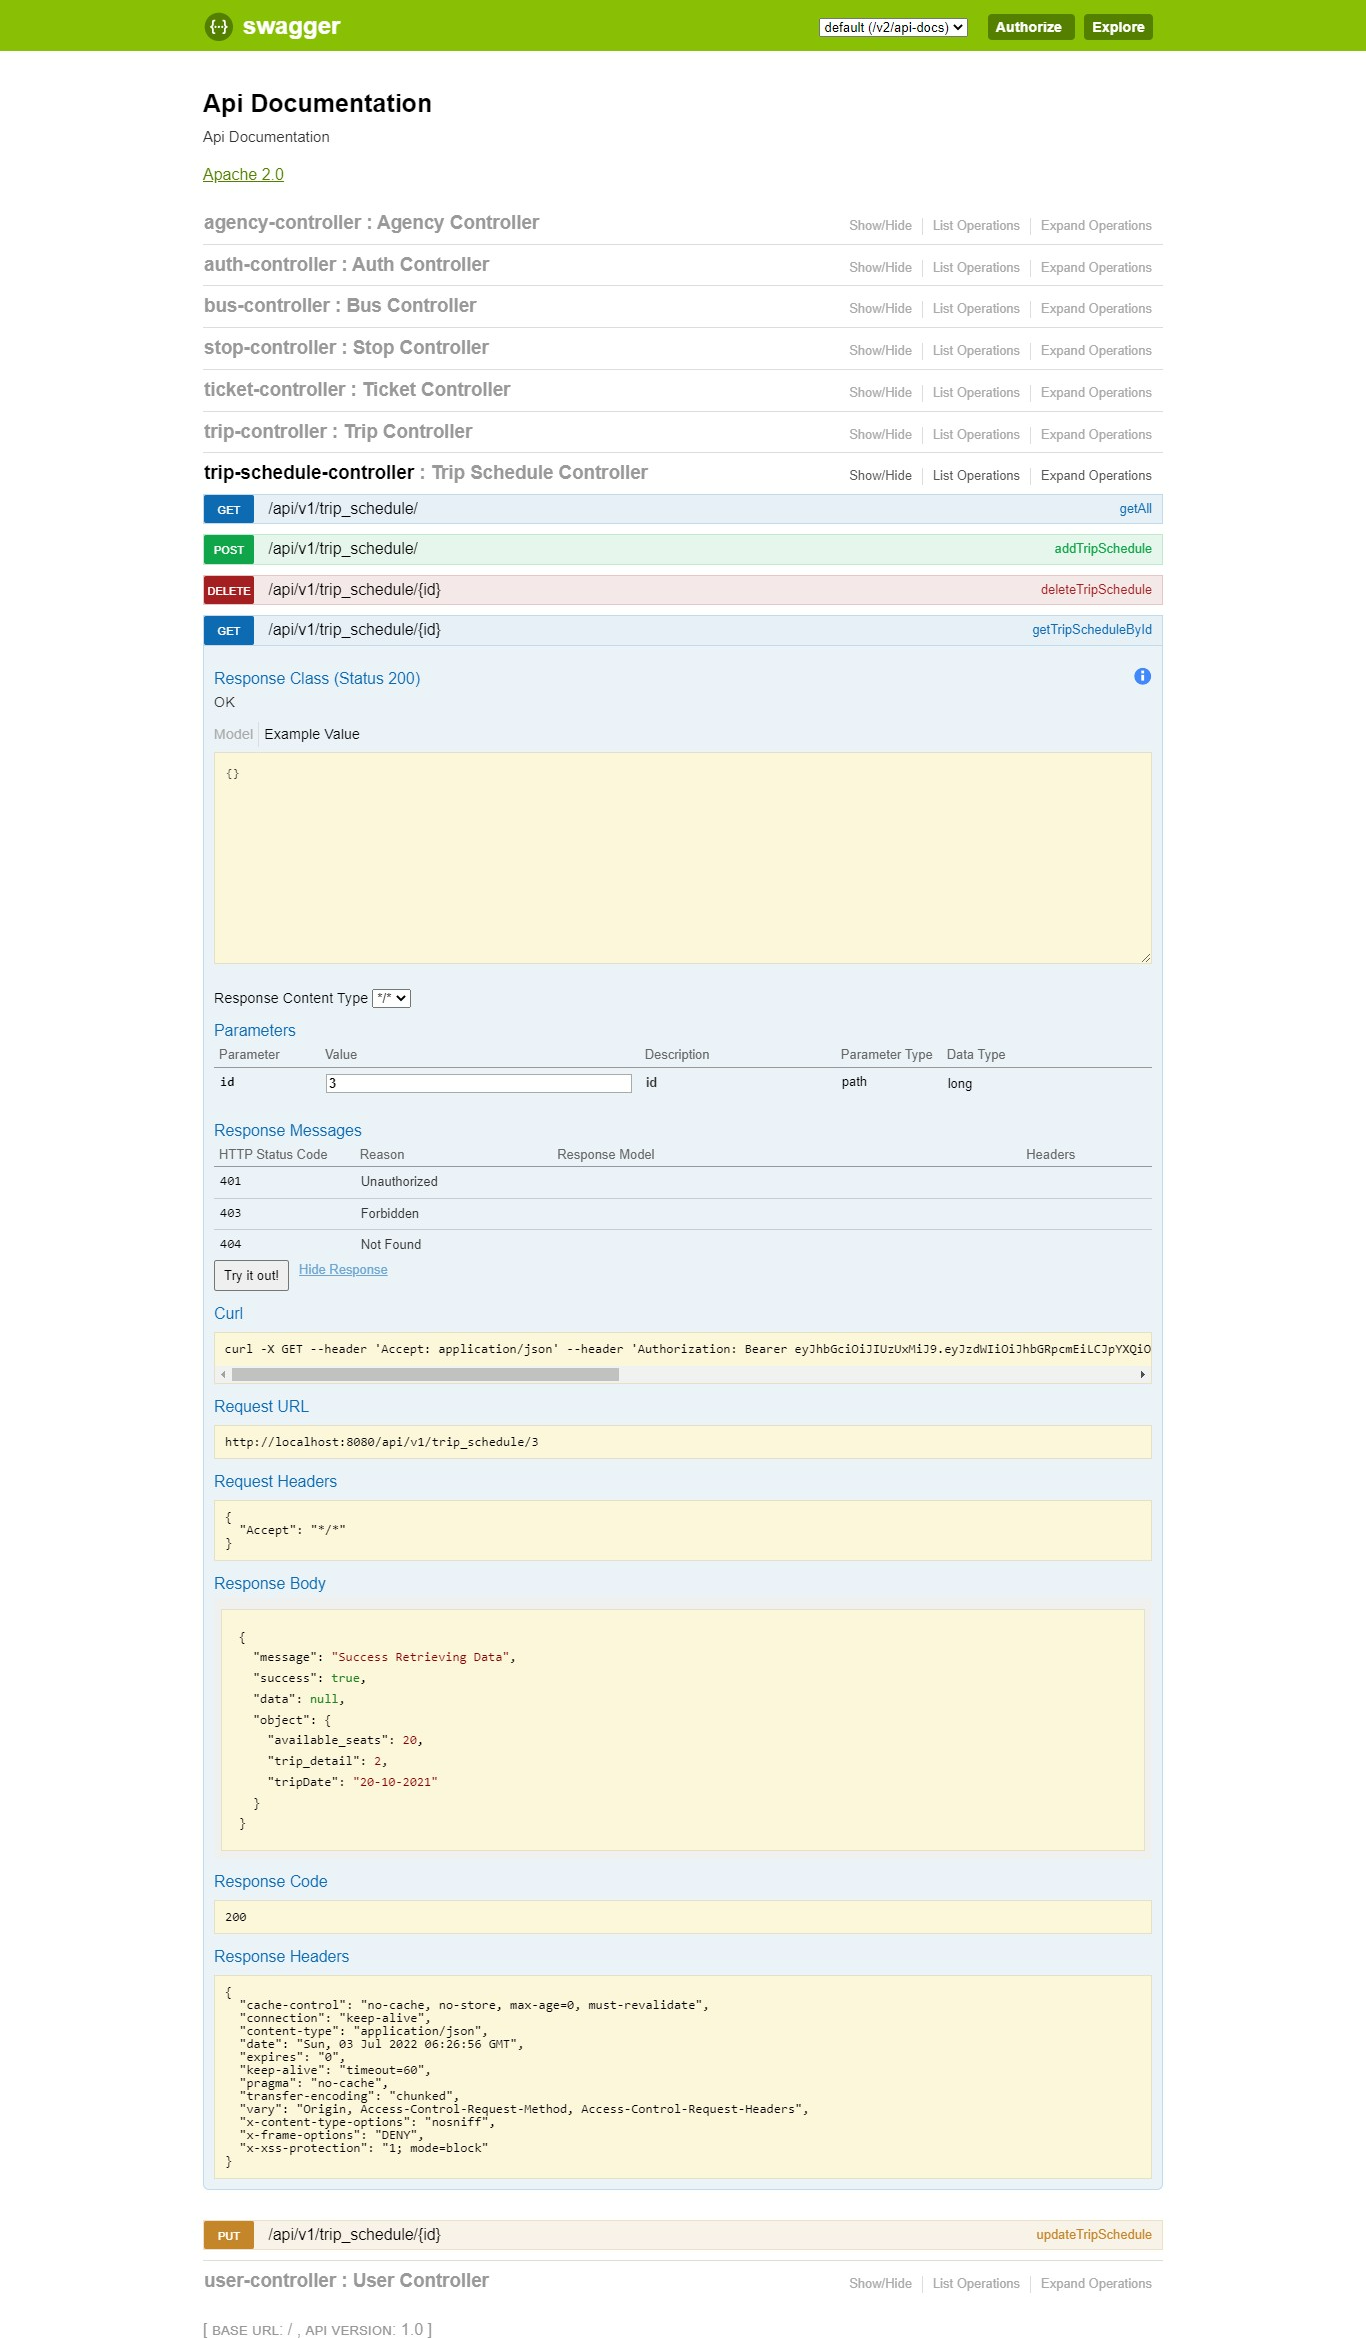 swagger default (/v2/api-docs) Authorize Explore
Api Documentation
Api Documentation
Apache 2.0
agency-controller : Agency Controller Show/Hide List Operations Expand Operations
auth-controller : Auth Controller Show/Hide List Operations Expand Operations
bus-controller : Bus Controller Show/Hide List Operations Expand Operations
stop-controller : Stop Controller Show/Hide List Operations Expand Operations
ticket-controller : Ticket Controller Show/Hide List Operations Expand Operations
trip-controller : Trip Controller Show/Hide List Operations Expand Operations
trip-schedule-controller : Trip Schedule Controller Show/Hide List Operations Expand Operations
GET /api/v1/trip_schedule/ getAll
POST /api/v1/trip_schedule/ addTripSchedule
DELETE /api/v1/trip_schedule/{id} deleteTripSchedule
GET /api/v1/trip_schedule/{id} getTripScheduleById
Response Class (Status 200)
OK
Model Example Value
{}
Response Content Type */*
Parameters
Parameter Value Description Parameter Type Data Type
id 3 id path long
Response Messages
HTTP Status Code Reason Response Model Headers
401 Unauthorized
403 Forbidden
404 Not Found
Try it out! Hide Response
Curl
curl -X GET --header 'Accept: application/json' --header 'Authorization: Bearer eyJhbGciOiJIUzUxMiJ9.eyJzdWIiOiJhbGRpcmEiLCJpYXQiO
Request URL
http://localhost:8080/api/v1/trip_schedule/3
Request Headers
{
"Accept": "*/*"
}
Response Body
{
"message": "Success Retrieving Data",
"success": true,
"data": null,
"object": {
"available_seats": 20,
"trip_detail": 2,
"tripDate": "20-10-2021"
}
}
Response Code
200
Response Headers
{
"cache-control": "no-cache, no-store, max-age=0, must-revalidate",
"connection": "keep-alive",
"content-type": "application/json",
"date": "Sun, 03 Jul 2022 06:26:56 GMT",
"expires": "0",
"keep-alive": "timeout=60",
"pragma": "no-cache",
"transfer-encoding": "chunked",
"vary": "Origin, Access-Control-Request-Method, Access-Control-Request-Headers",
"x-content-type-options": "nosniff",
"x-frame-options": "DENY",
"x-xss-protection": "1; mode=block"
}
PUT /api/v1/trip_schedule/{id} updateTripSchedule
user-controller : User Controller Show/Hide List Operations Expand Operations
[ BASE URL: / , API VERSION: 1.0 ]